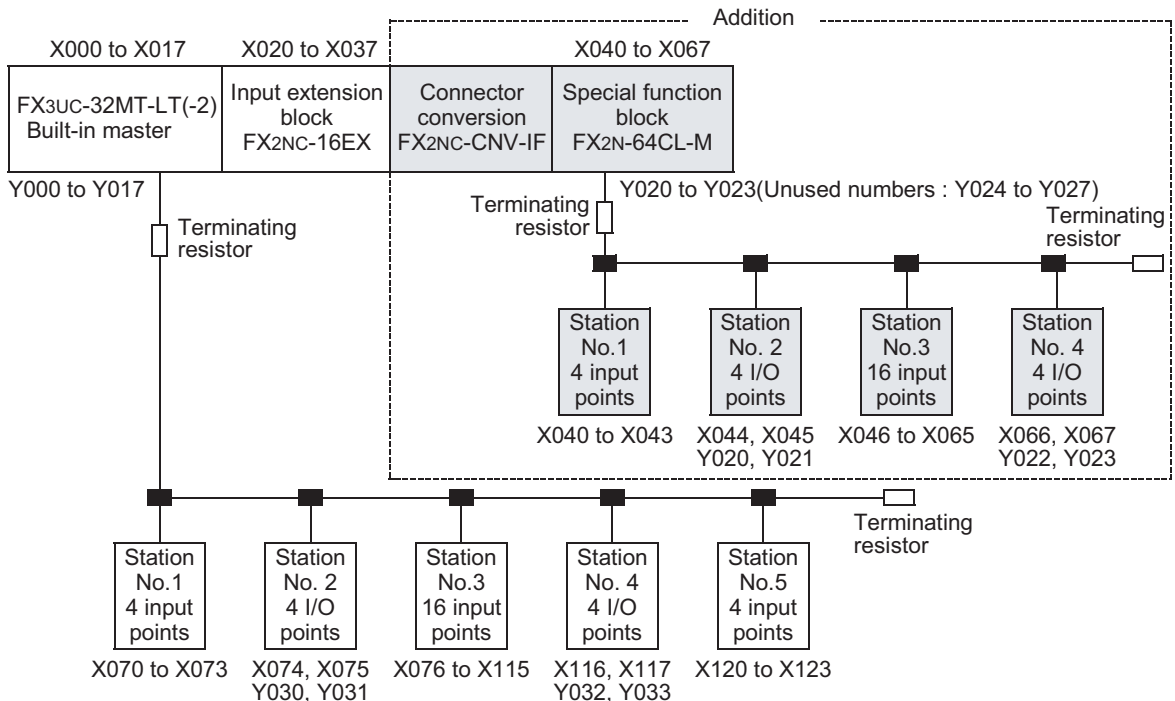 Addition
X000 to X017
X020 to X037
X040 to X067
FX3UC-32MT-LT(-2)
Built-in master
Input extension
block
FX2NC-16EX
Connector
conversion
FX2NC-CNV-IF
Special function
block
FX2N-64CL-M
Y000 to Y017
Y020 to Y023(Unused numbers : Y024 to Y027)
Terminating
resistor
Terminating
resistor
Terminating
resistor
Station
No.1
4 input
points
Station
No. 2
4 I/O
points
Station
No.3
16 input
points
Station
No. 4
4 I/O
points
X040 to X043
X044, X045
Y020, Y021
X046 to X065
X066, X067
Y022, Y023
Terminating
resistor
Station
No.1
4 input
points
Station
No. 2
4 I/O
points
Station
No.3
16 input
points
Station
No. 4
4 I/O
points
Station
No.5
4 input
points
X070 to X073
X074, X075
Y030, Y031
X076 to X115
X116, X117
Y032, Y033
X120 to X123